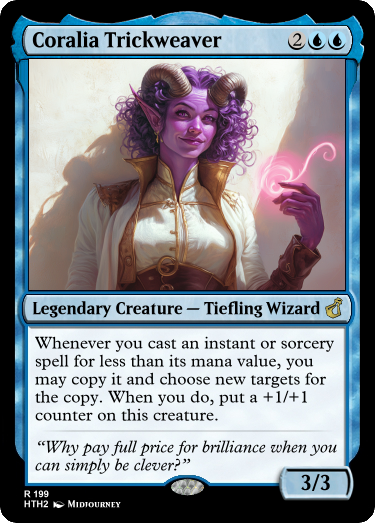 Coralia Trickweaver 2
Legendary Creature — Tiefling Wizard
Whenever you cast an instant or sorcery
spell for less than its mana value, you
may copy it and choose new targets for
the copy. When you do, put a +1/+1
counter on this creature.
“Why pay full price for brilliance when you
can simply be clever?”
3/3
R 199
HTH2 Midjourney